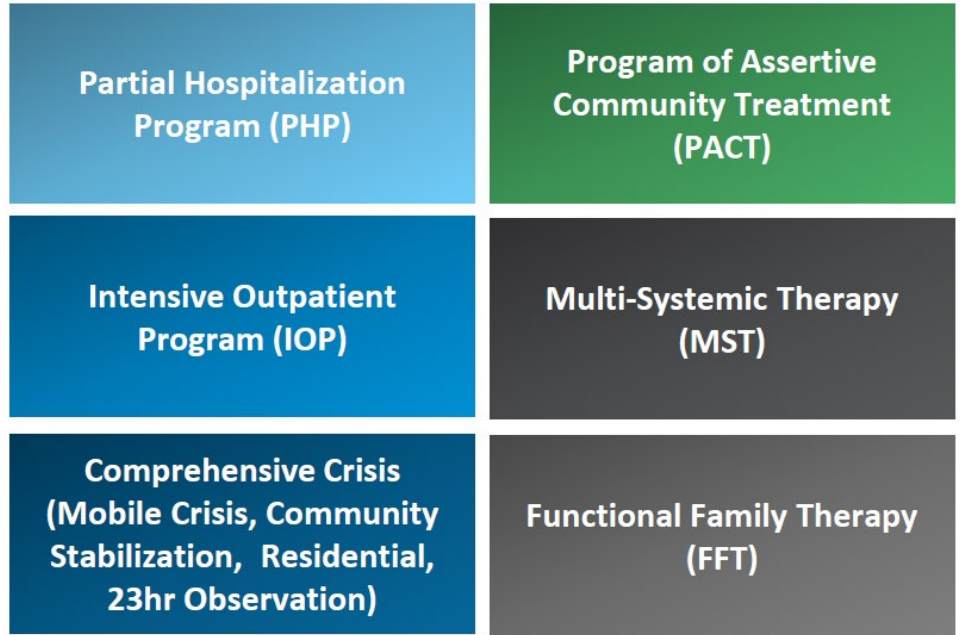 Partial Hospitalization
Program (PHP)
Program of Assertive
Community Treatment
(PACT)
Intensive Outpatient
Program (IOP)
Multi-Systemic Therapy
(MST)
Comprehensive Crisis
(Mobile Crisis, Community
Stabilization,  Residential,
23hr Observation)
Functional Family Therapy
(FFT)